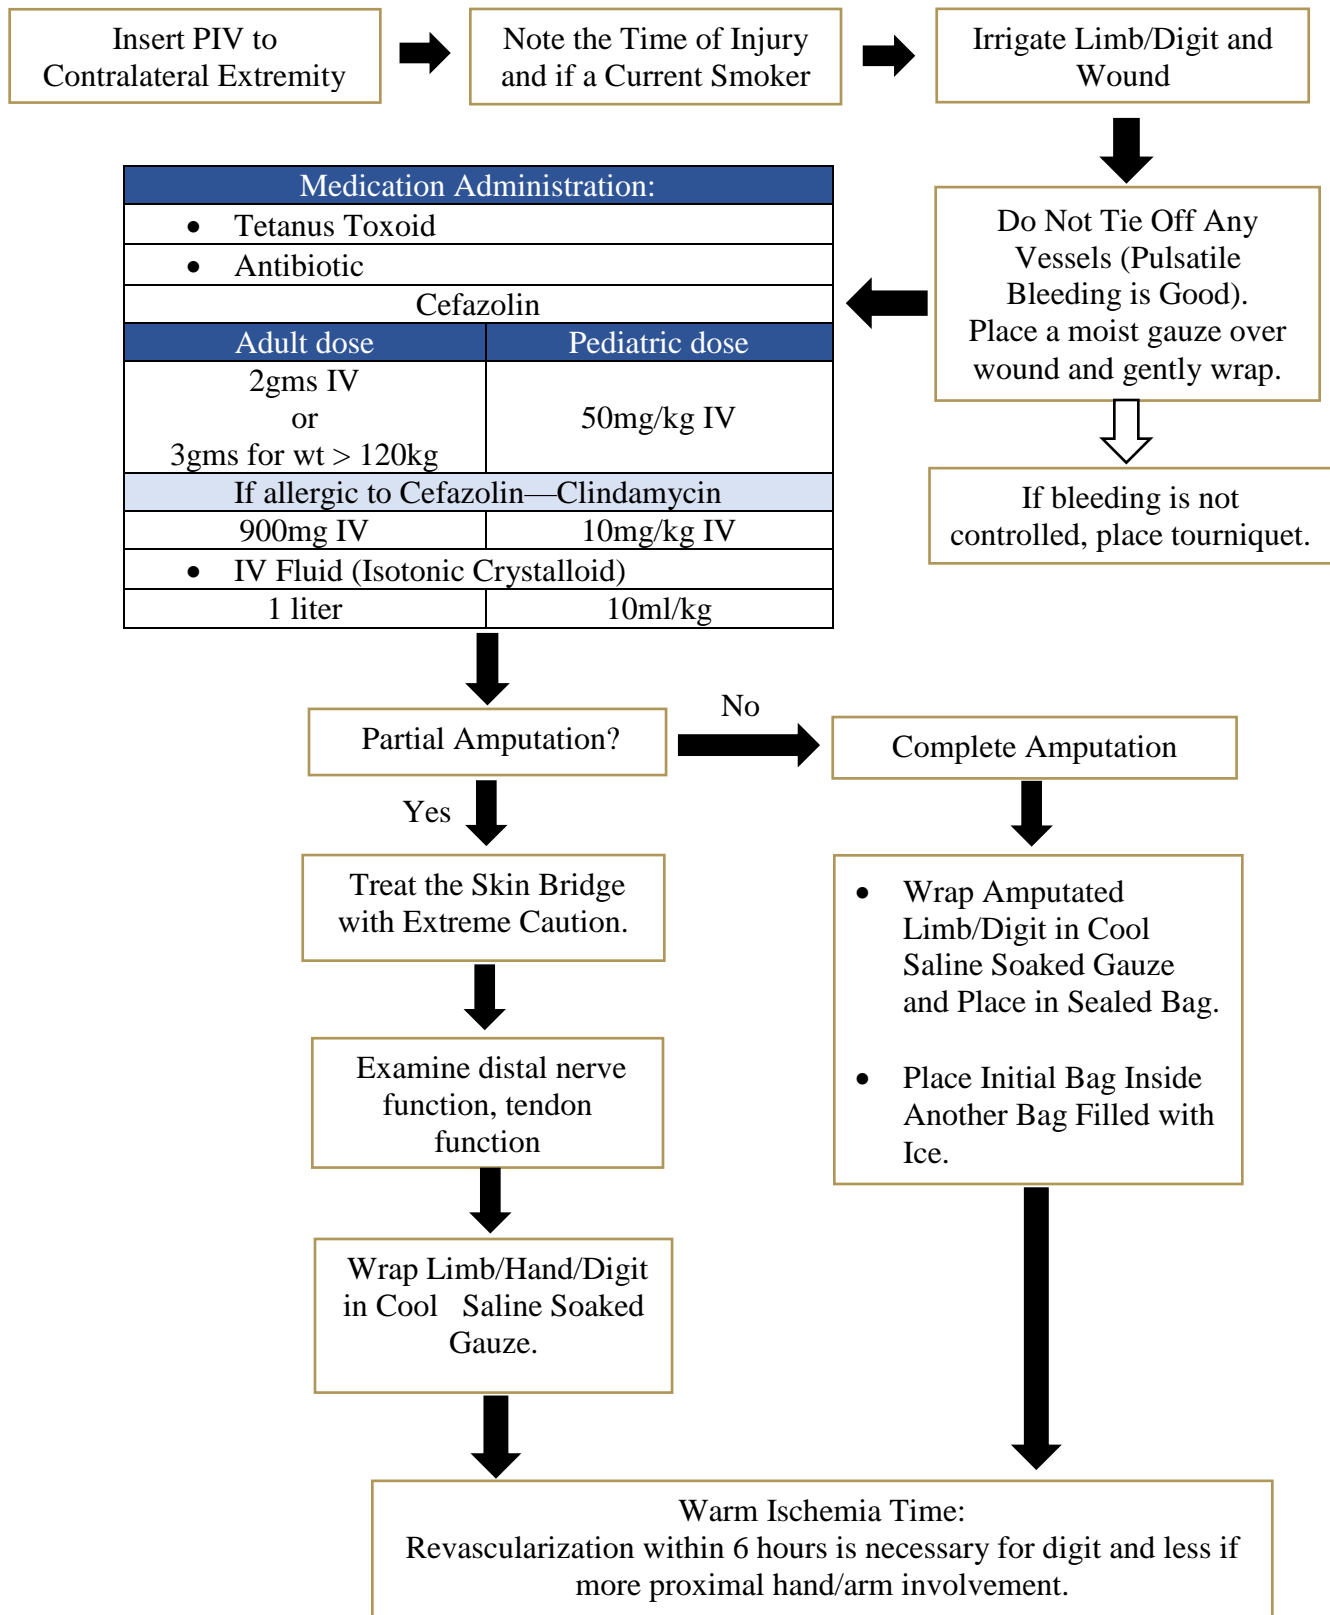 Insert PIV to
Contralateral Extremity
Note the Time of Injury
and if a Current Smoker
Irrigate Limb/Digit and
Wound
Do Not Tie Off Any
Vessels (Pulsatile
Bleeding is Good).
Place a moist gauze over
wound and gently wrap.
If bleeding is not
controlled, place tourniquet.
Medication Administration:
• Tetanus Toxoid
• Antibiotic
Cefazolin
Adult dose
Pediatric dose
2gms IV
or
3gms for wt > 120kg
50mg/kg IV
If allergic to Cefazolin—Clindamycin
900mg IV
10mg/kg IV
• IV Fluid (Isotonic Crystalloid)
1 liter
10ml/kg
Partial Amputation?
No
Complete Amputation
Yes
Treat the Skin Bridge
with Extreme Caution.
Examine distal nerve
function, tendon
function
Wrap Limb/Hand/Digit
in Cool Saline Soaked
Gauze.
• Wrap Amputated
Limb/Digit in Cool
Saline Soaked Gauze
and Place in Sealed Bag.
• Place Initial Bag Inside
Another Bag Filled with
Ice.
Warm Ischemia Time:
Revascularization within 6 hours is necessary for digit and less if
more proximal hand/arm involvement.